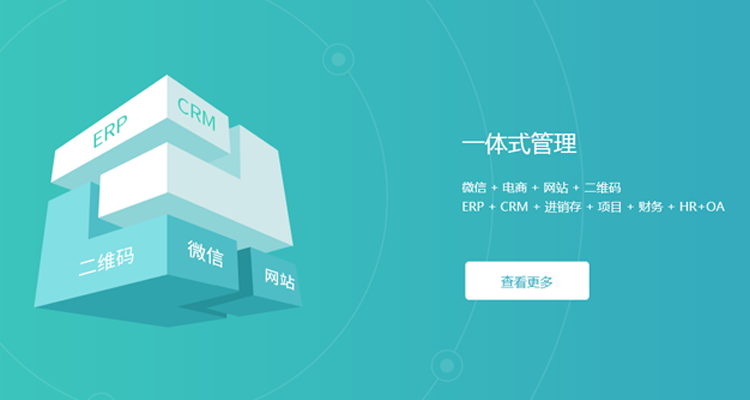 ERP
CRM
二维码
微信
网站
一体式管理
微信 + 电商 + 网站 + 二维码
ERP + CRM + 进销存 + 项目 + 财务 + HR+OA
查看更多